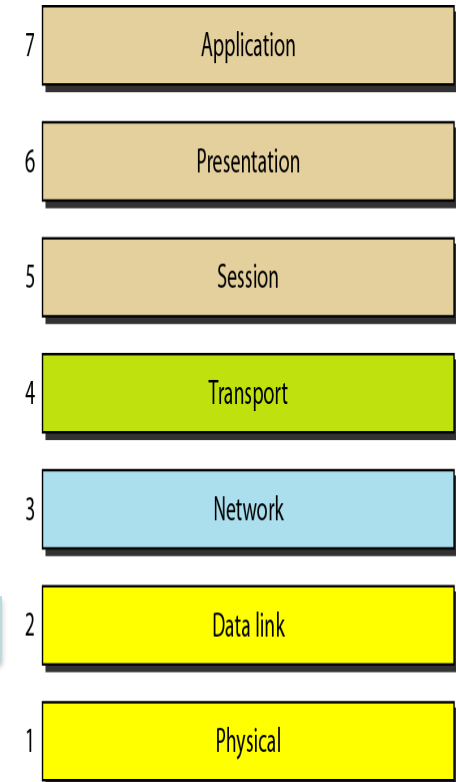 7 Application
6 Presentation
5 Session
4 Transport
3 Network
2 Data link
1 Physical